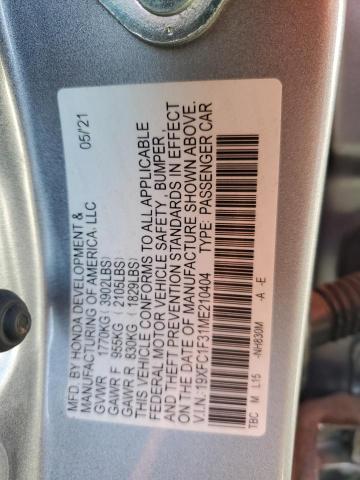 MFD. BY HONDA DEVELOPMENT & 05/21
MANUFACTURING OF AMERICA, LLC
GVWR 1770KG (3902LBS)
GAWR F 955KG (2105LBS)
GAWR R 830KG (1829LBS)
THIS VEHICLE CONFORMS TO ALL APPLICABLE
FEDERAL MOTOR VEHICLE SAFETY, BUMPER,
AND THEFT PREVENTION STANDARDS IN EFFECT
ON THE DATE OF MANUFACTURE SHOWN ABOVE.
V.I.N.:19XFC1F31ME210404 TYPE: PASSENGER CAR
TBC M L15 -NH830M -A -E